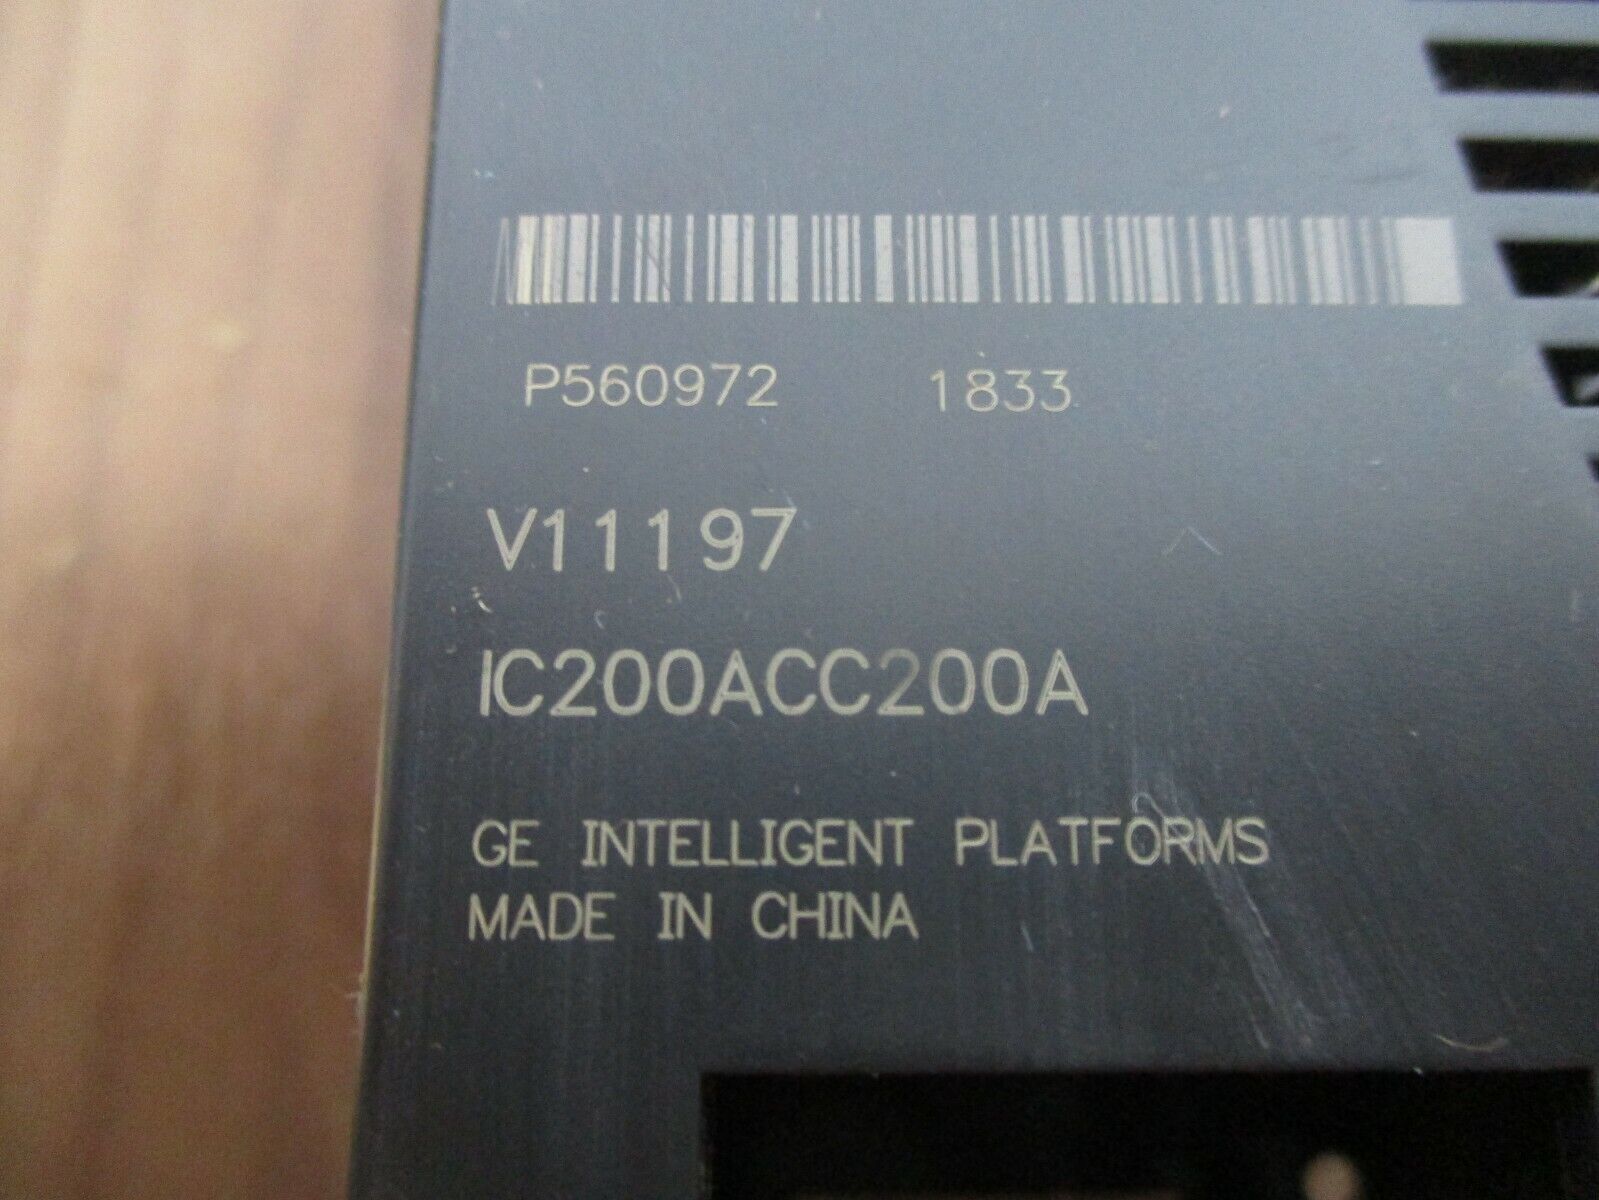 P560972 1833
V11197
IC200ACC200A
GE INTELLIGENT PLATFORMS
MADE IN CHINA